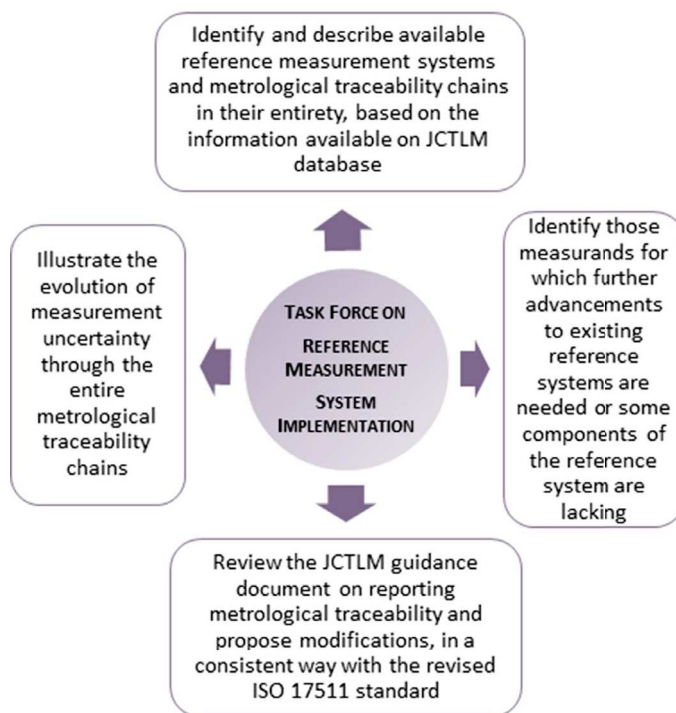 Identify and describe available
reference measurement systems
and metrological traceability chains
in their entirety, based on the
information available on JCTLM
database
Illustrate the
evolution of
measurement
uncertainty
through the
entire
metrological
traceability
chains
TASK FORCE ON
REFERENCE
MEASUREMENT
SYSTEM
IMPLEMENTATION
Identify those
measurands for
which further
advancements
to existing
reference
systems are
needed or some
components of
the reference
system are
lacking
Review the JCTLM guidance
document on reporting
metrological traceability and
propose modifications, in a
consistent way with the revised
ISO 17511 standard